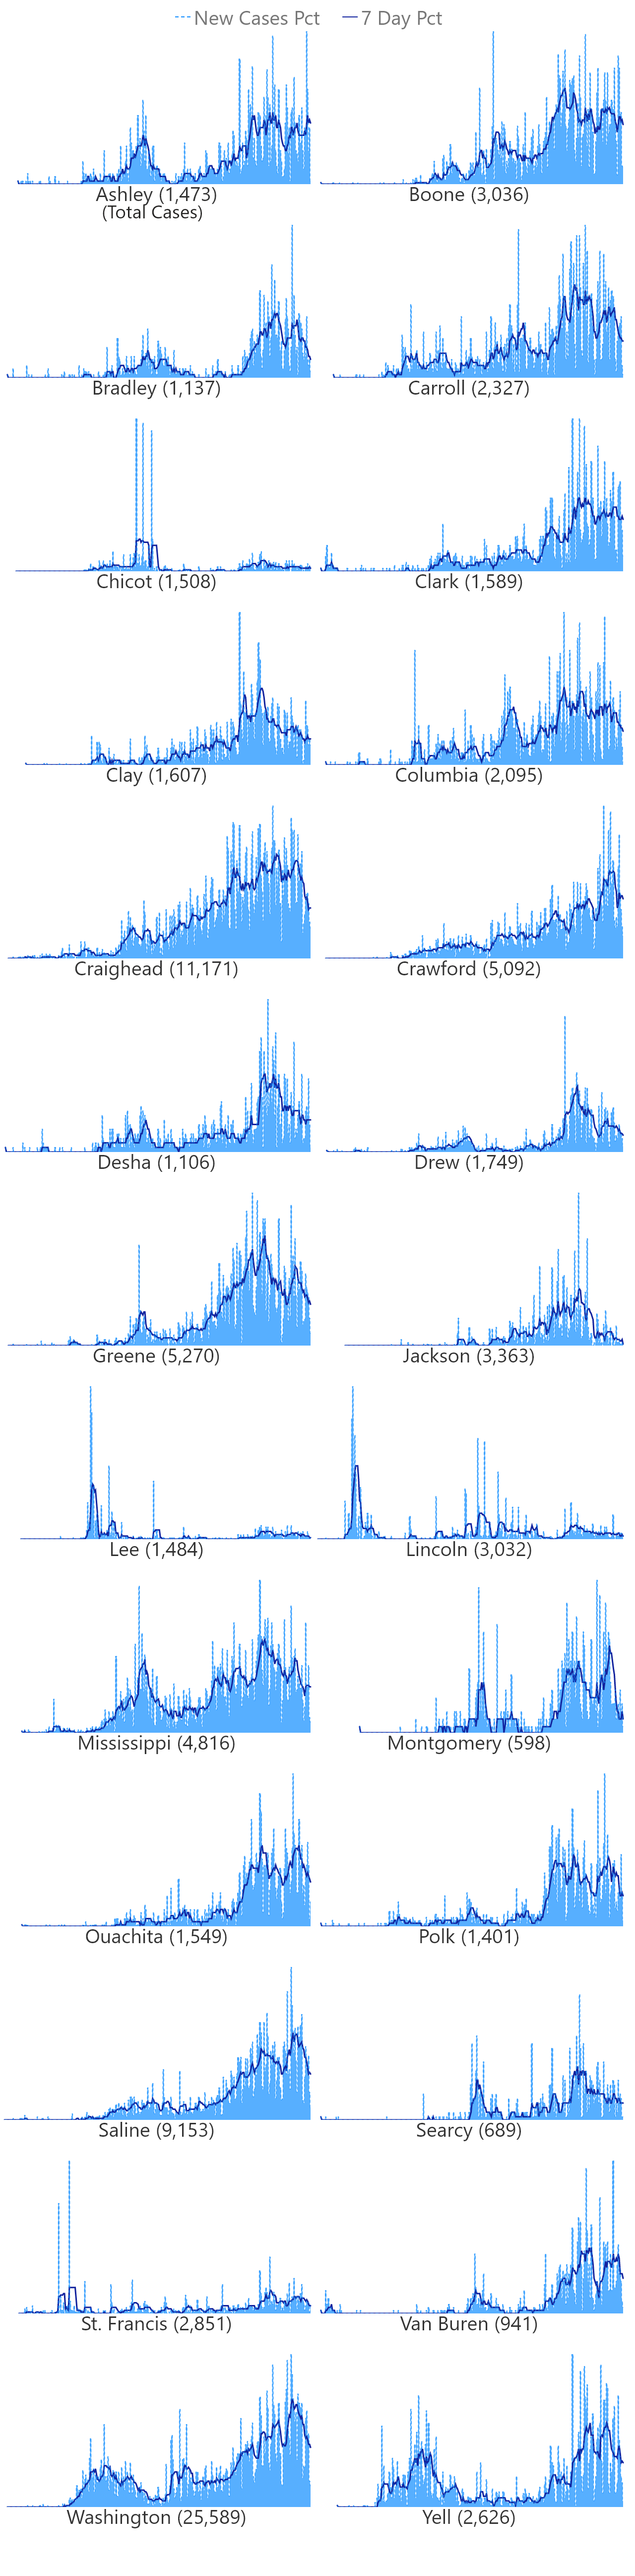 New Cases Pct 7 Day Pct
Ashley (1,473) Boone (3,036)
(Total Cases)
Bradley (1,137) Carroll (2,327)
Chicot (1,508) Clark (1,589)
Clay (1,607) Columbia (2,095)
Craighead (11,171) Crawford (5,092)
Desha (1,106) Drew (1,749)
Greene (5,270) Jackson (3,363)
Lee (1,484) Lincoln (3,032)
Mississippi (4,816) Montgomery (598)
Ouachita (1,549) Polk (1,401)
Saline (9,153) Searcy (689)
St. Francis (2,851) Van Buren (941)
Washington (25,589) Yell (2,626)